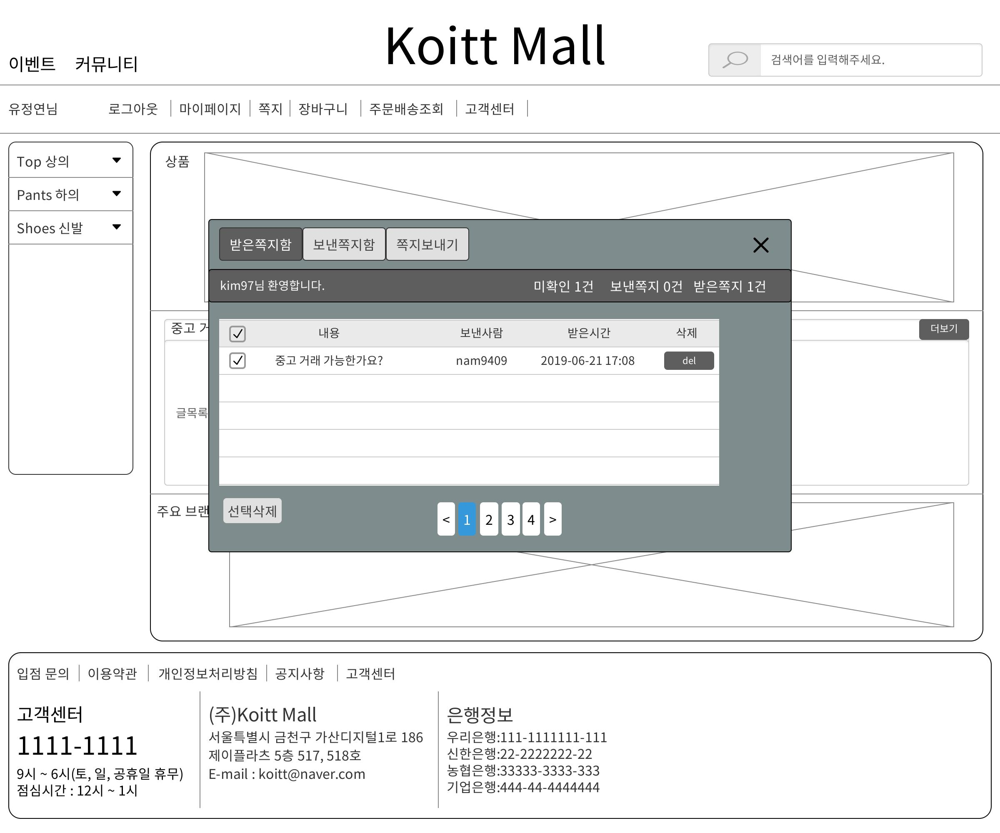 Koitt Mall
이벤트 커뮤니티
검색어를 입력해주세요.
유정연님 로그아웃 마이페이지 쪽지 장바구니 주문배송조회 고객센터
Top 상의
Pants 하의
Shoes 신발
상품
받은쪽지함 보낸쪽지함 쪽지보내기
kim97님 환영합니다. 미확인 1건 보낸쪽지 0건 받은쪽지 1건
중고 거
더보기
내용 보낸사람 받은시간 삭제
중고 거래 가능한가요? nam9409 2019-06-21 17:08 del
글목록
주요 브랜
선택삭제
< 1 2 3 4 >
입점 문의 이용약관 개인정보처리방침 공지사항 고객센터
고객센터
1111-1111
9시 ~ 6시(토, 일, 공휴일 휴무)
점심시간 : 12시 ~ 1시
(주)Koitt Mall
서울특별시 금천구 가산디지털1로 186
제이플라츠 5층 517, 518호
E-mail : koitt@naver.com
은행정보
우리은행:111-1111111-111
신한은행:22-2222222-22
농협은행:33333-3333-333
기업은행:444-44-4444444